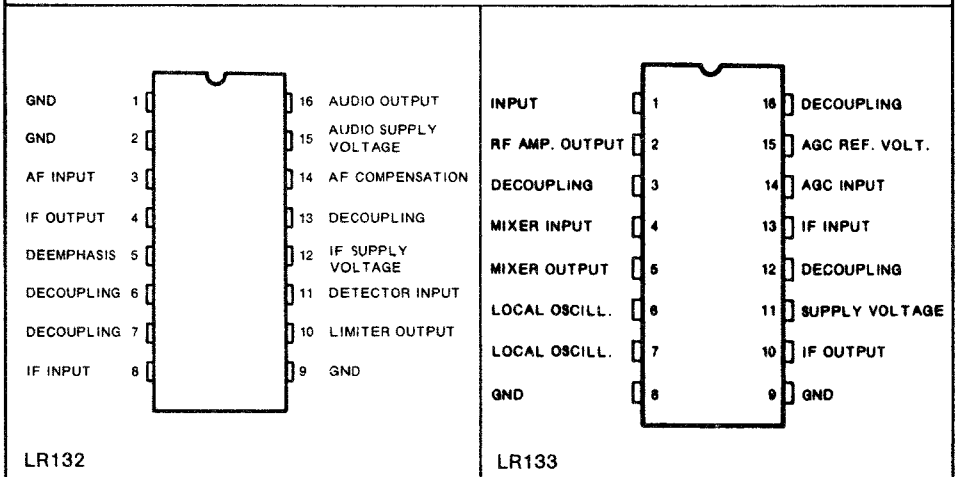 GND 1
GND 2
AF INPUT 3
IF OUTPUT 4
DEEMPHASIS 5
DECOUPLING 6
DECOUPLING 7
IF INPUT 8
16 AUDIO OUTPUT
15 AUDIO SUPPLY
VOLTAGE
14 AF COMPENSATION
13 DECOUPLING
12 IF SUPPLY
VOLTAGE
11 DETECTOR INPUT
10 LIMITER OUTPUT
9 GND
LR132
INPUT 1
RF AMP. OUTPUT 2
DECOUPLING 3
MIXER INPUT 4
MIXER OUTPUT 5
LOCAL OSCILL. 6
LOCAL OSCILL. 7
GND 8
16 DECOUPLING
15 AGC REF. VOLT.
14 AGC INPUT
13 IF INPUT
12 DECOUPLING
11 SUPPLY VOLTAGE
10 IF OUTPUT
9 GND
LR133